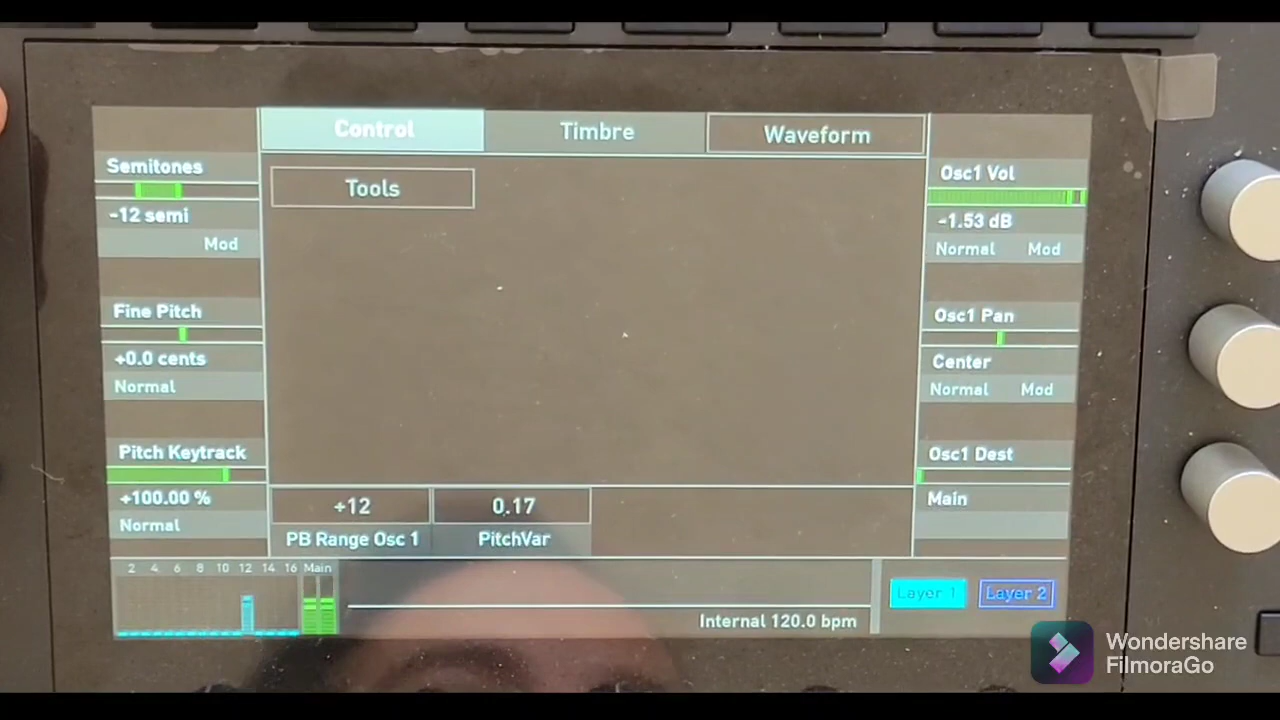 Control
Timbre
Waveform
Semitones
-12 semi
Mod
Fine Pitch
+0.0 cents
Normal
Pitch Keytrack
+100.00 %
Normal
Tools
+12
0.17
PB Range Osc 1
PitchVar
Osc1 Vol
-1.53 dB
Normal Mod
Osc1 Pan
Center
Normal Mod
Osc1 Dest
Main
2 4 6 8 10 12 14 16 Main
Internal 120.0 bpm
Layer 1
Layer 2
Wondershare
FilmoraGo